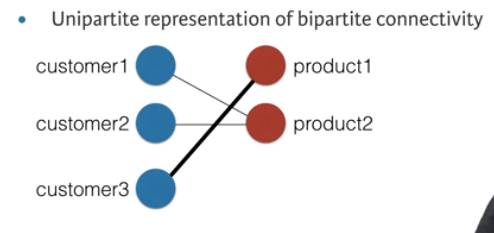 Unipartite representation of bipartite connectivity
customer1 product1
customer2 product2
customer3